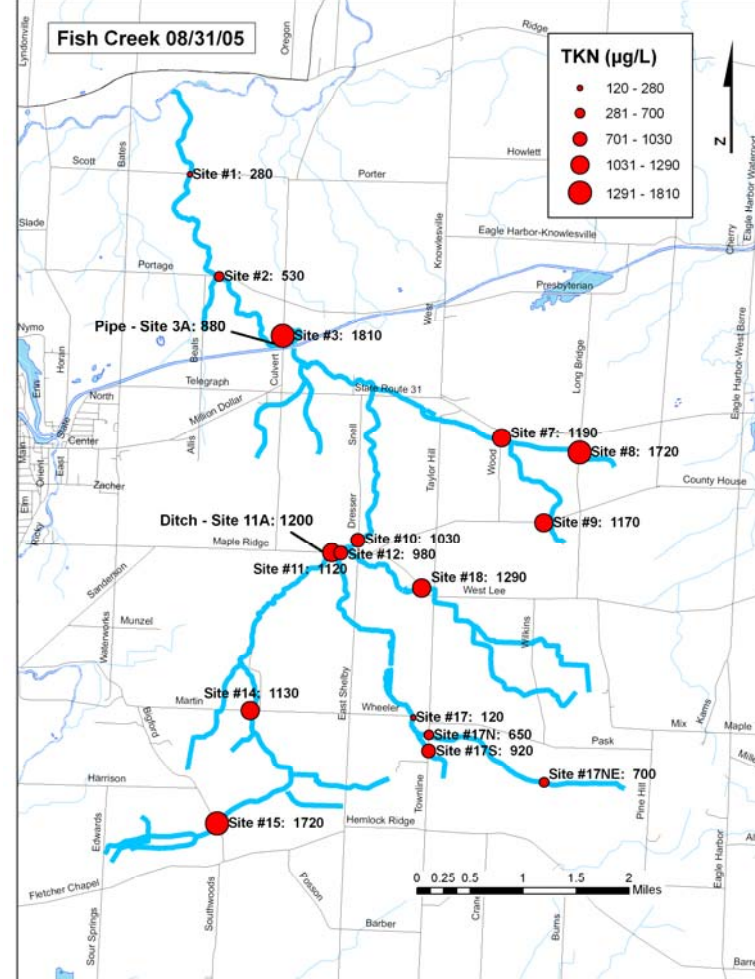 Fish Creek 08/31/05
Lyndonville
Oregon
Ridge
TKN (µg/L)
120 - 280
281 - 700
701 - 1030
1031 - 1290
1291 - 1810
N
Bates
Scott
Site #1: 280
Porter
Howlett
Knowlesville
Eagle Harbor Waterport
Cherry
Slade
Eagle Harbor-Knowlesville
Portage
Site #2: 530
Presbyterian
West
Pipe - Site 3A: 880
Nymo
Site #3: 1810
Horan
Beals
Culvert
Erin
Telegraph
State Route 31
Long Bridge
Eagle Harbor-West Barre
North
Million Dollar
State
Center
Allis
Snell
Taylor Hill
Wood
Site #7: 1190
Site #8: 1720
Main
Orient
East
Zacher
County House
Elm
Ricky
Ditch - Site 11A: 1200
Dresser
Site #9: 1170
Maple Ridge
Site #10: 1030
Site #12: 980
Site #11: 1120
Site #18: 1290
West Lee
Sanderson
Munzel
Waterworks
Wilkins
East Shelby
Site #14: 1130
Martin
Bigford
Wheeler
Site #17: 120
Site #17N: 650
Site #17S: 920
Pask
Mix
Kams
Maple
Harrison
Townline
Site #17NE: 700
Pine Hill
Edwards
Site #15: 1720
Hemlock Ridge
Eagle Harbor
Fletcher Chapel
Southwoods
Posson
0 0.25 0.5 1 1.5 2
Miles
Sour Springs
Barber
Burns